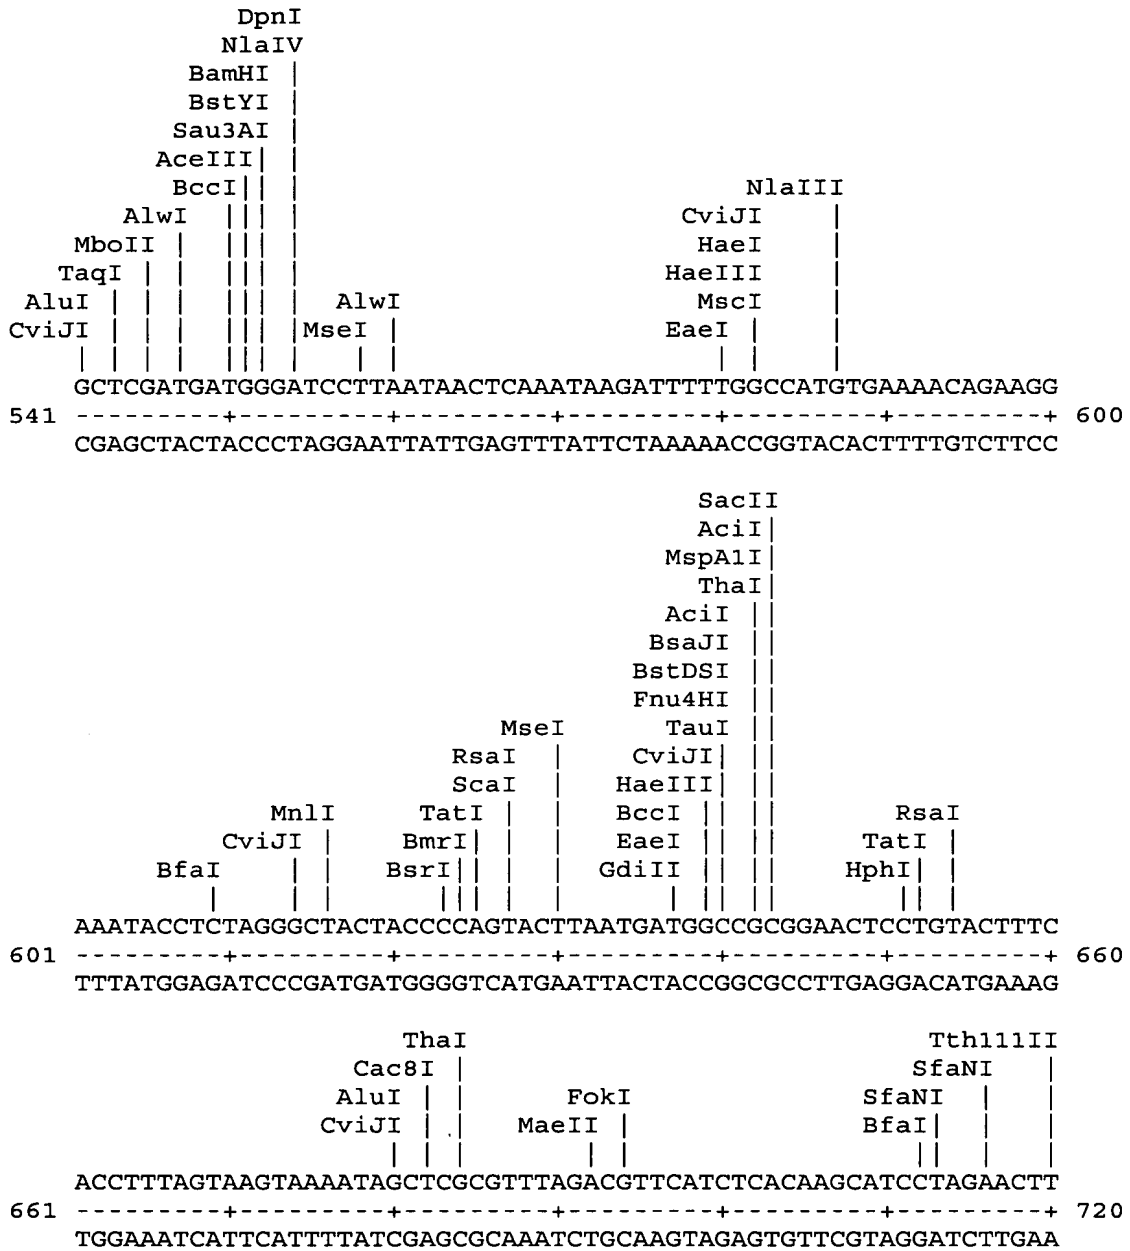 DpnI
NlaIV
BamHI |
BstYI |
Sau3AI |
AceIII| |
BccI|| |
AlwI ||| |
MboII | ||| |
TaqI | | ||| | NlaIII
AluI | | | ||| | AlwI CviJI |
CviJI | | | ||| |MseI | HaeI |
HaeIII |
MscI |
EaeI | |
GCTCGATGATGGGATCCTTAATAACTCAAATAAGATTTTTGGCCATGTGAAAACAGAAGG
541 ---------+---------+---------+---------+---------+---------+ 600
CGAGCTACTACCCTAGGAATTATTGAGTTTATTCTAAAAACCGGTACACTTTTGTCTTCC
SacII
AciI|
MspA1I|
ThaI|
AciI ||
BsaJI ||
BstDSI ||
Fnu4HI ||
MseI TauI ||
RsaI | CviJI| ||
ScaI | HaeIII| ||
MnlI TatI | | BccI || || RsaI
CviJI | BmrI| | | EaeI || || TatI |
BfaI | | BsrI|| | | GdiII || || HphI| |
AAATACCTCTAGGGCTACTACCCCAGTACTTAATGATGGCCGCGGAACTCCTGTACTTTC
601 ---------+---------+---------+---------+---------+---------+ 660
TTTATGGAGATCCCGATGATGGGGTCATGAATTACTACCGGCGCCTTGAGGACATGAAAG
ThaI Tth111II
Cac8I | SfaNI |
AluI | | FokI SfaNI | |
CviJI | | MaeII | BfaI| | |
ACCTTTAGTAAGTAAAATAGCTCGCGTTTAGACGTTCATCTCACAAGCATCCTAGAACTT
661 ---------+---------+---------+---------+---------+---------+ 720
TGGAAATCATTCATTTTATCGAGCGCAAATCTGCAAGTAGAGTGTTCGTAGGATCTTGAA